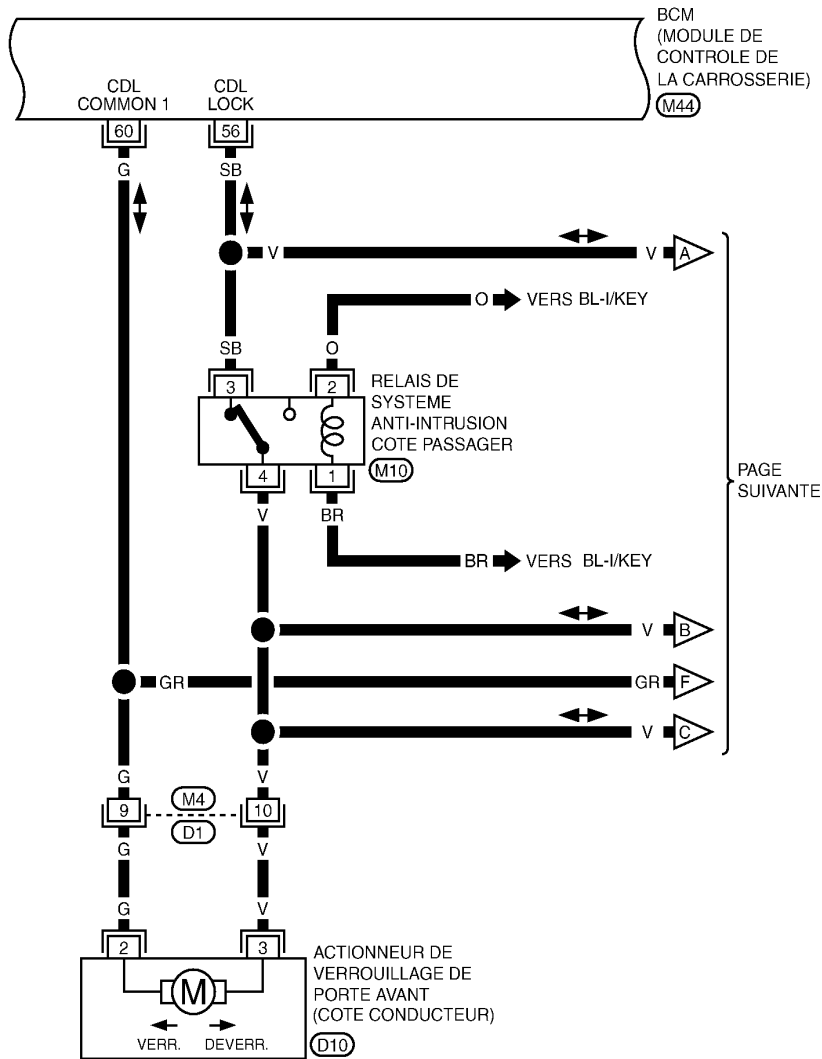 BCM
(MODULE DE
CONTROLE DE
LA CARROSSERIE)
M44
CDL
COMMON 1
CDL
LOCK
60
56
G
SB
V
V
A
O
VERS BL-I/KEY
SB
O
3
2
RELAIS DE
SYSTEME
ANTI-INTRUSION
COTE PASSAGER
M10
4
1
V
BR
BR
VERS BL-I/KEY
PAGE
SUIVANTE
V
B
GR
GR
F
V
C
G
V
9
M4
10
D1
G
V
G
V
2
3
ACTIONNEUR DE
VERROUILLAGE DE
PORTE AVANT
(COTE CONDUCTEUR)
D10
M
VERR.
DEVERR.